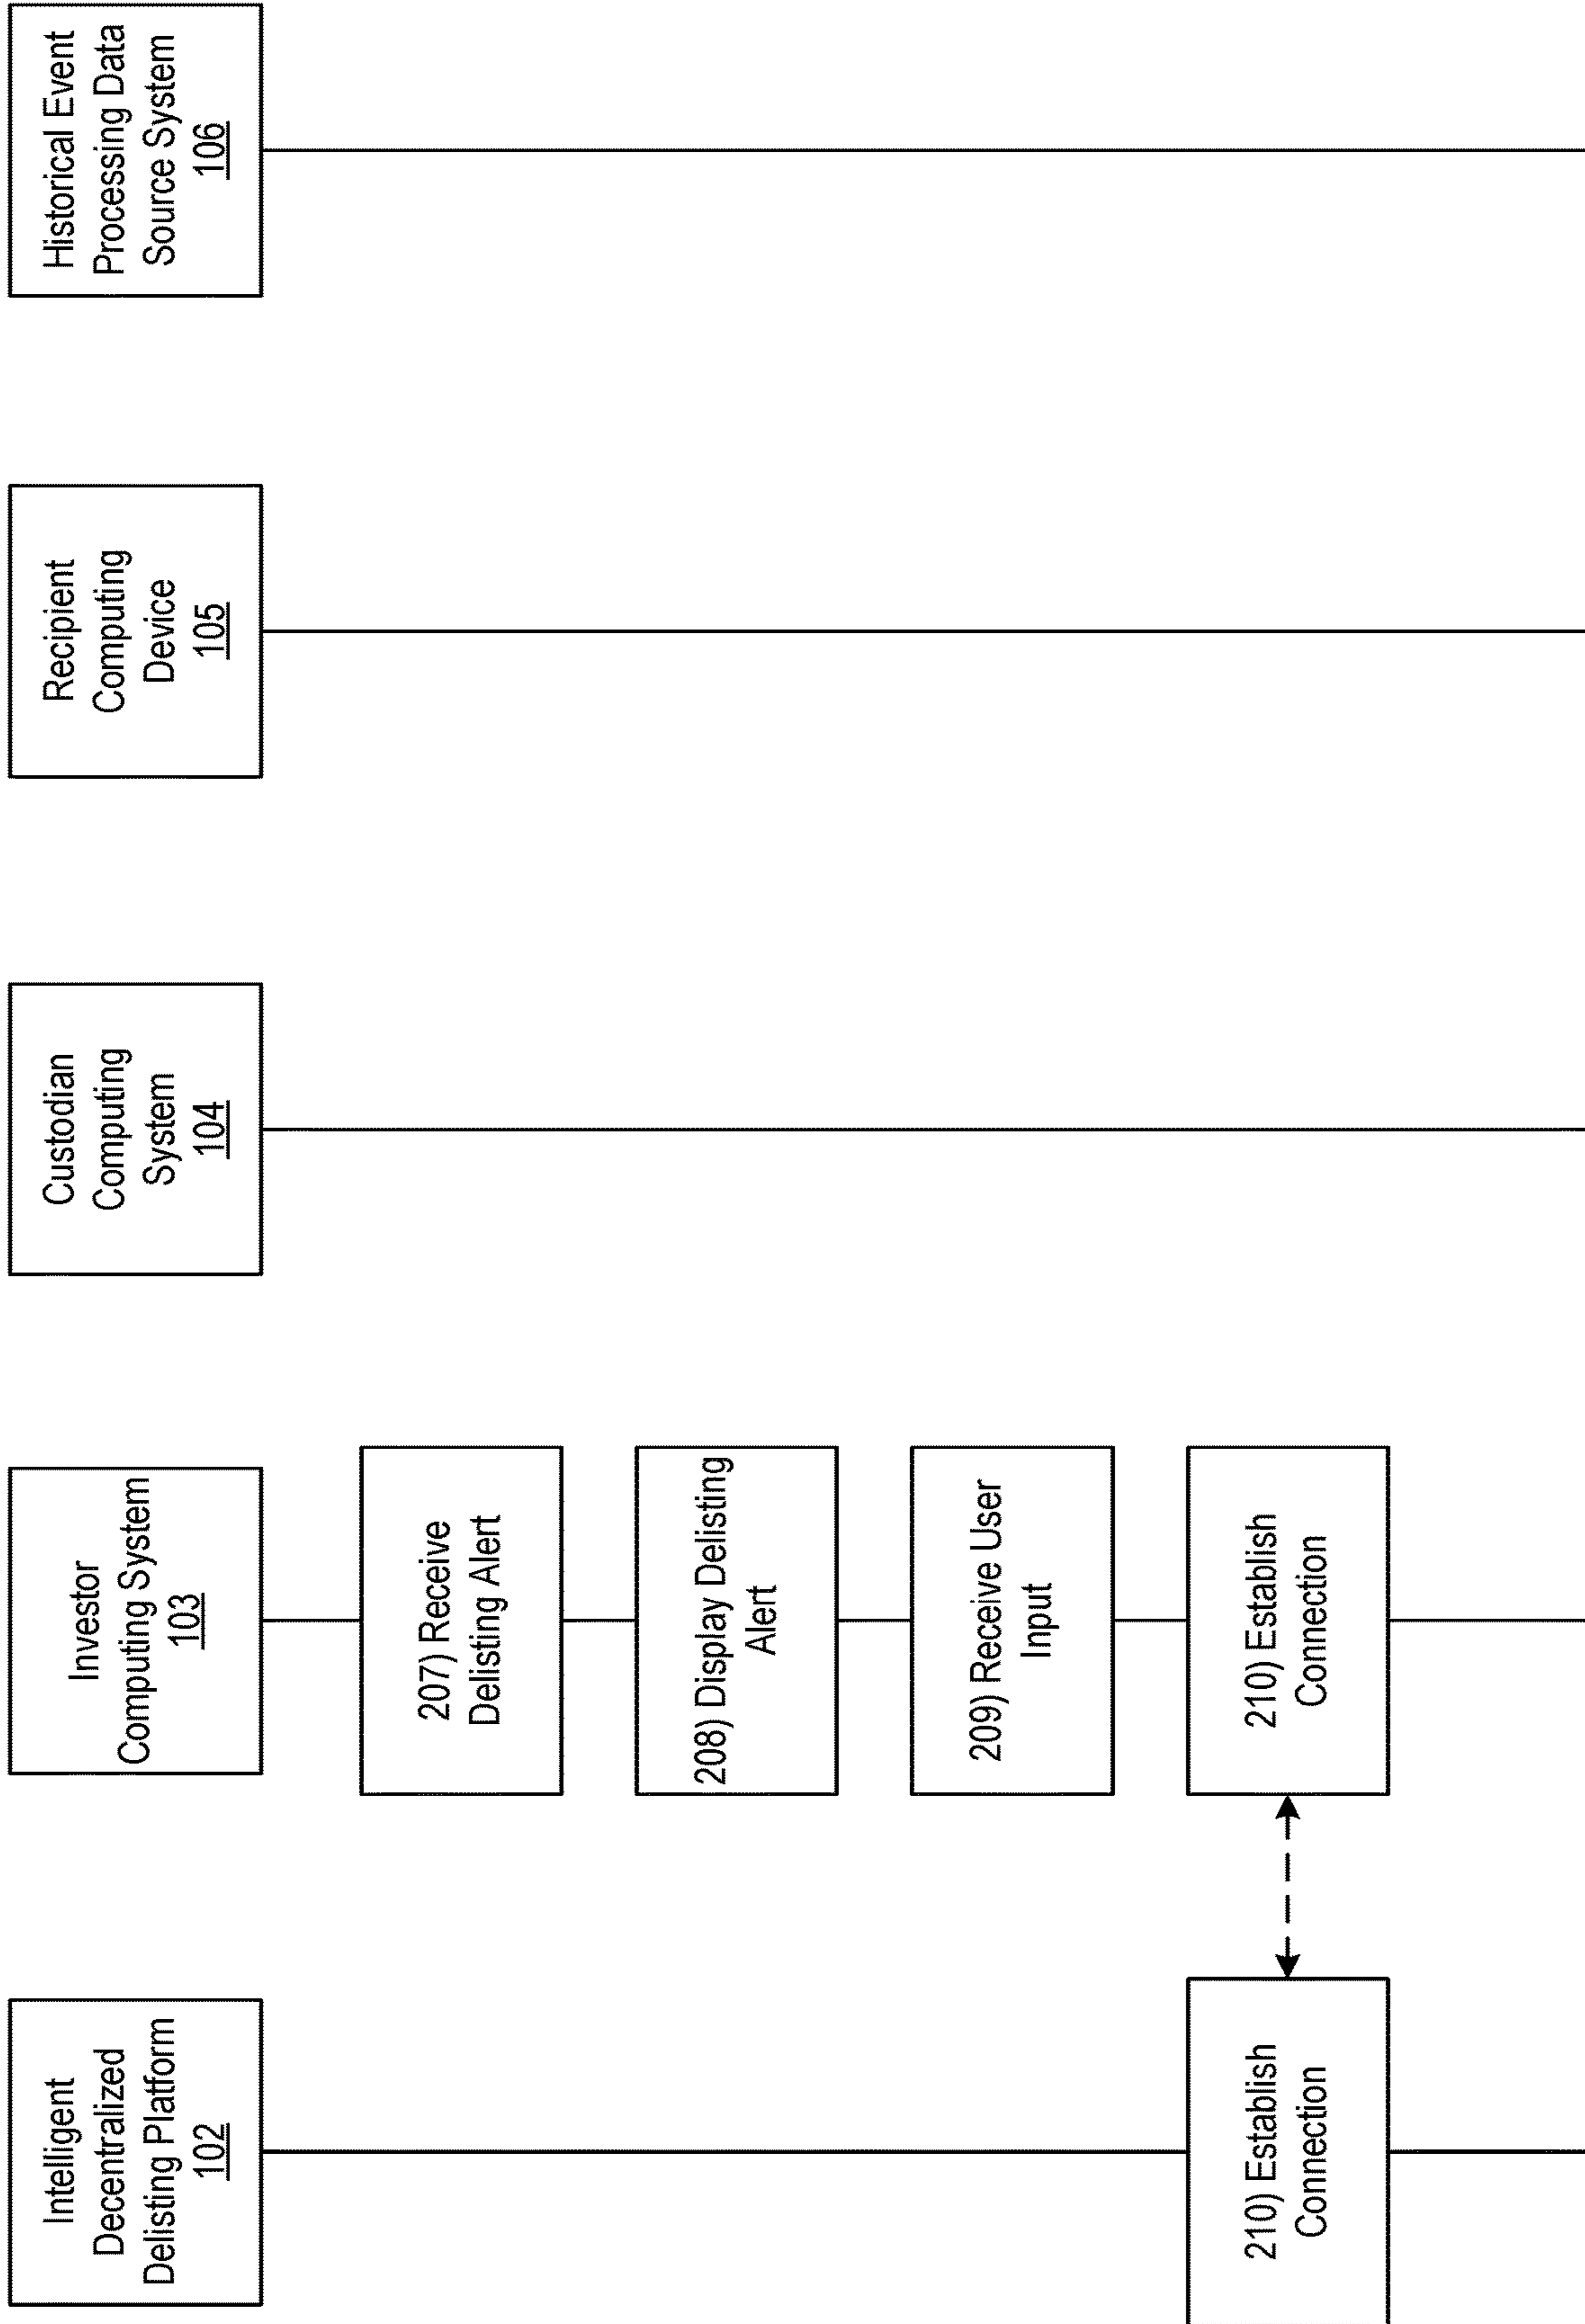 Intelligent
Decentralized
Delisting Platform
102
Investor
Computing System
103
Custodian
Computing
System
104
Recipient
Computing
Device
105
Historical Event
Processing Data
Source System
106
207) Receive
Delisting Alert
208) Display Delisting
Alert
209) Receive User
Input
210) Establish
Connection
210) Establish
Connection